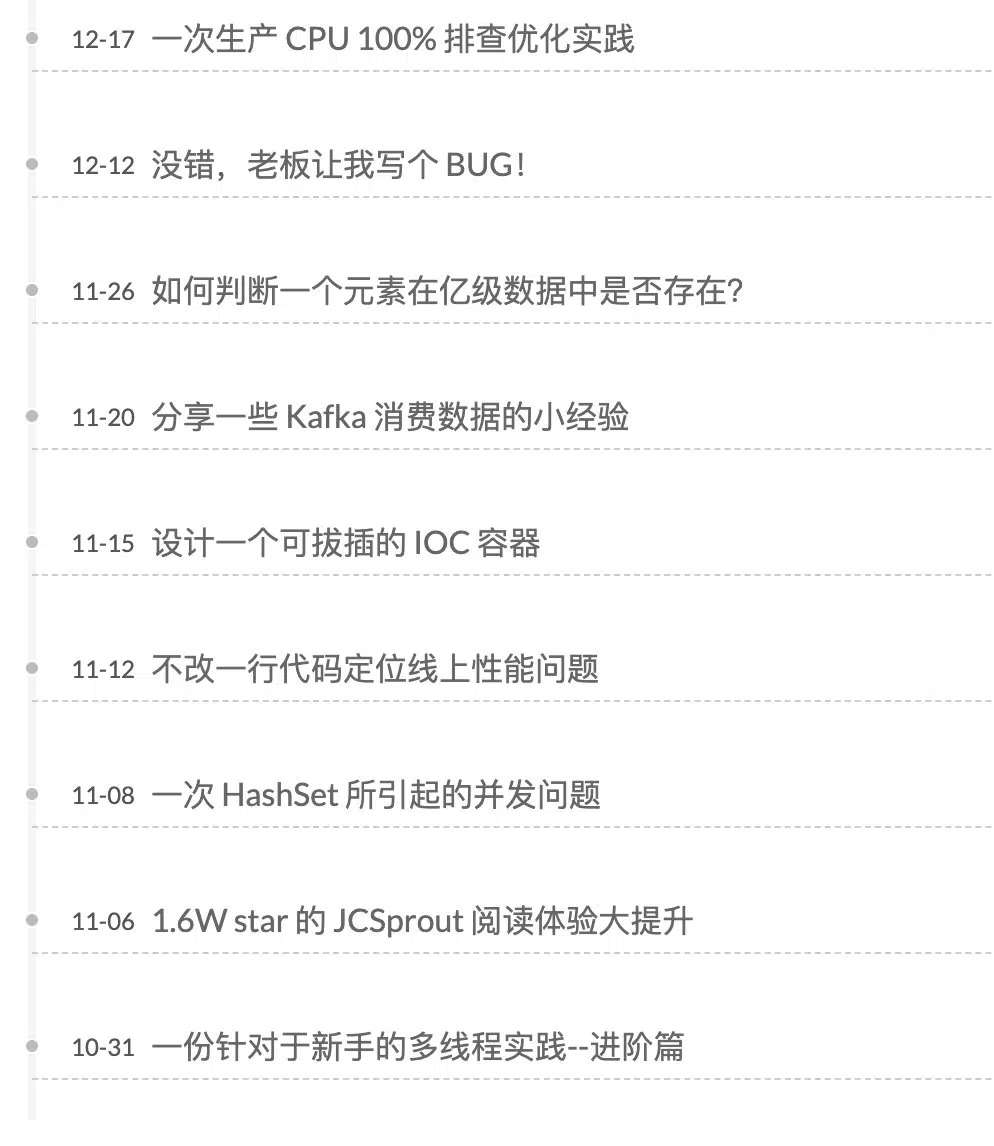 12-17 一次生产 CPU 100% 排查优化实践
12-12 没错，老板让我写个 BUG！
11-26 如何判断一个元素在亿级数据中是否存在？
11-20 分享一些 Kafka 消费数据的小经验
11-15 设计一个可拔插的 IOC 容器
11-12 不改一行代码定位线上性能问题
11-08 一次 HashSet 所引起的并发问题
11-06 1.6W star 的 JCSprout 阅读体验大提升
10-31 一份针对于新手的多线程实践--进阶篇